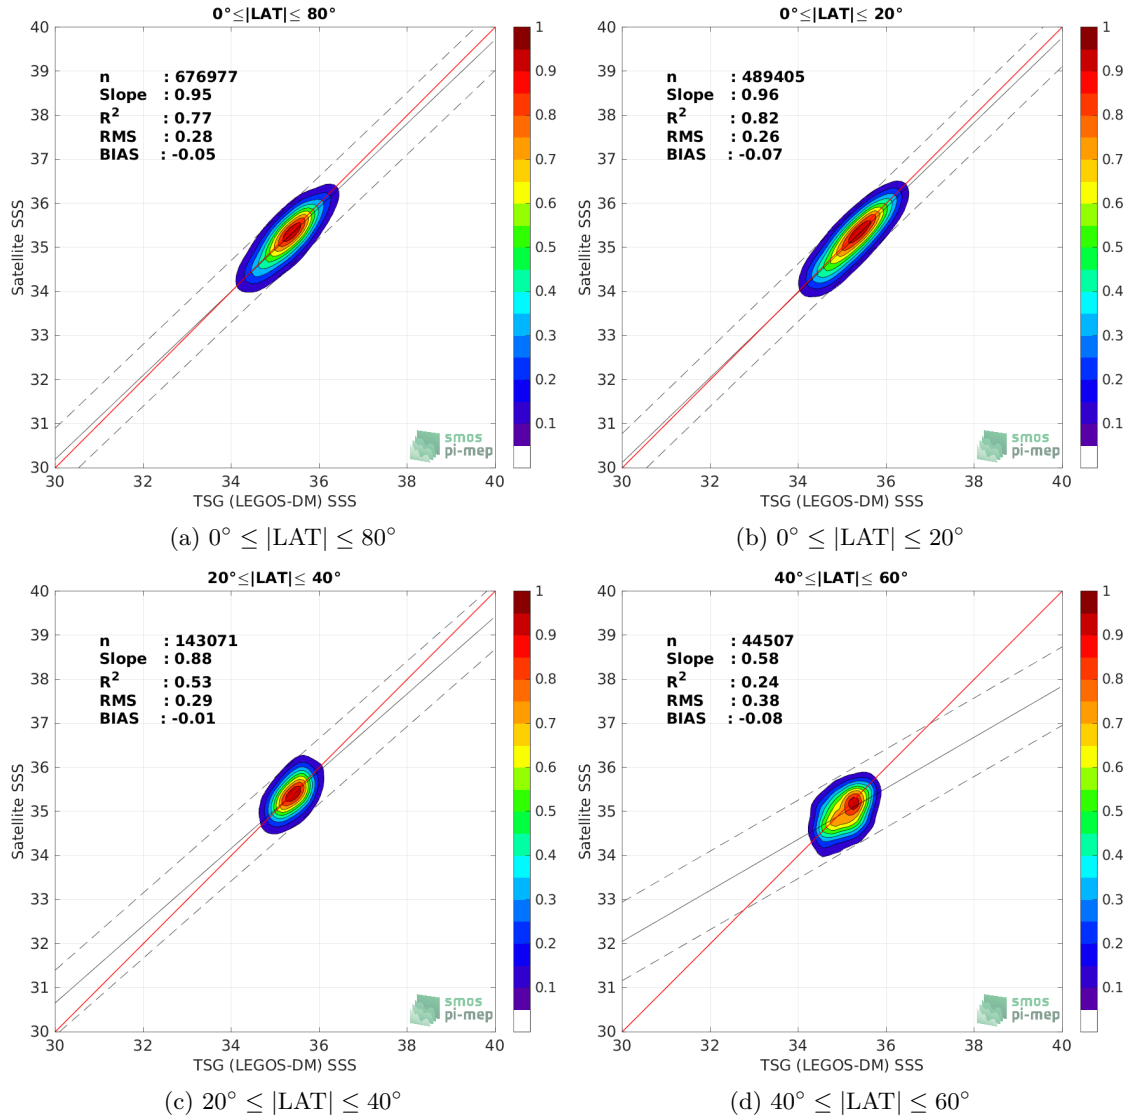 0°≤|LAT|≤ 80°
n : 676977
Slope : 0.95
R² : 0.77
RMS : 0.28
BIAS : -0.05
40
39
38
37
36
35
34
33
32
31
30
Satellite SSS
30 32 34 36 38 40
TSG (LEGOS-DM) SSS
1
0.9
0.8
0.7
0.6
0.5
0.4
0.3
0.2
0.1
smos
pi-mep
(a) 0° ≤ |LAT| ≤ 80°
0°≤|LAT|≤ 20°
n : 489405
Slope : 0.96
R² : 0.82
RMS : 0.26
BIAS : -0.07
40
39
38
37
36
35
34
33
32
31
30
Satellite SSS
30 32 34 36 38 40
TSG (LEGOS-DM) SSS
1
0.9
0.8
0.7
0.6
0.5
0.4
0.3
0.2
0.1
smos
pi-mep
(b) 0° ≤ |LAT| ≤ 20°
20°≤|LAT|≤ 40°
n : 143071
Slope : 0.88
R² : 0.53
RMS : 0.29
BIAS : -0.01
40
39
38
37
36
35
34
33
32
31
30
Satellite SSS
30 32 34 36 38 40
TSG (LEGOS-DM) SSS
1
0.9
0.8
0.7
0.6
0.5
0.4
0.3
0.2
0.1
smos
pi-mep
(c) 20° ≤ |LAT| ≤ 40°
40°≤|LAT|≤ 60°
n : 44507
Slope : 0.58
R² : 0.24
RMS : 0.38
BIAS : -0.08
40
39
38
37
36
35
34
33
32
31
30
Satellite SSS
30 32 34 36 38 40
TSG (LEGOS-DM) SSS
1
0.9
0.8
0.7
0.6
0.5
0.4
0.3
0.2
0.1
smos
pi-mep
(d) 40° ≤ |LAT| ≤ 60°